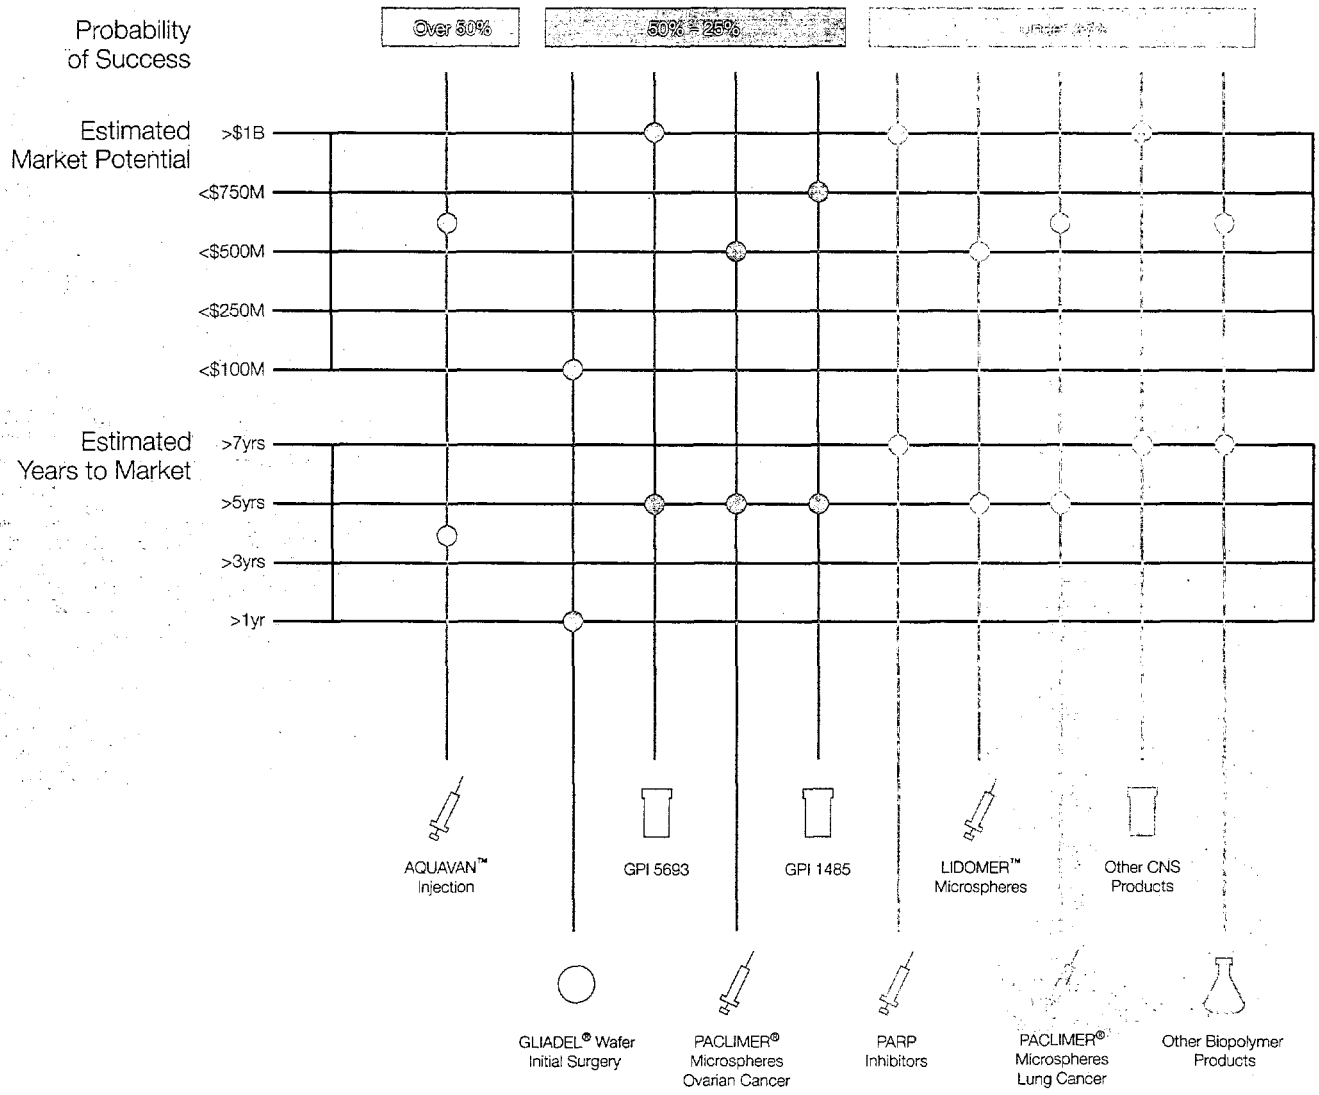 Probability
of Success
Over 50%
50% – 25%
Estimated
Market Potential
>$1B
<$750M
<$500M
<$250M
<$100M
Estimated
Years to Market
>7yrs
>5yrs
>3yrs
>1yr
AQUAVAN™
Injection
GPI 5693
GPI 1485
LIDOMER™
Microspheres
Other CNS
Products
GLIADEL® Wafer
Initial Surgery
PACLIMER®
Microspheres
Ovarian Cancer
PARP
Inhibitors
PACLIMER®
Microspheres
Lung Cancer
Other Biopolymer
Products